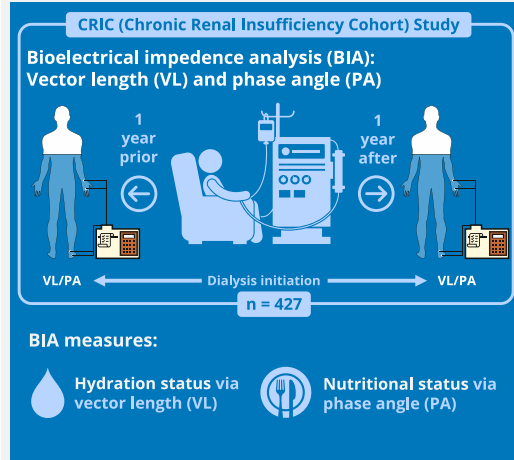 CRIC (Chronic Renal Insufficiency Cohort) Study
Bioelectrical impedence analysis (BIA):
Vector length (VL) and phase angle (PA)
1
year
prior
1
year
after
VL/PA
Dialysis initiation
VL/PA
n = 427
BIA measures:
Hydration status via
vector length (VL)
Nutritional status via
phase angle (PA)